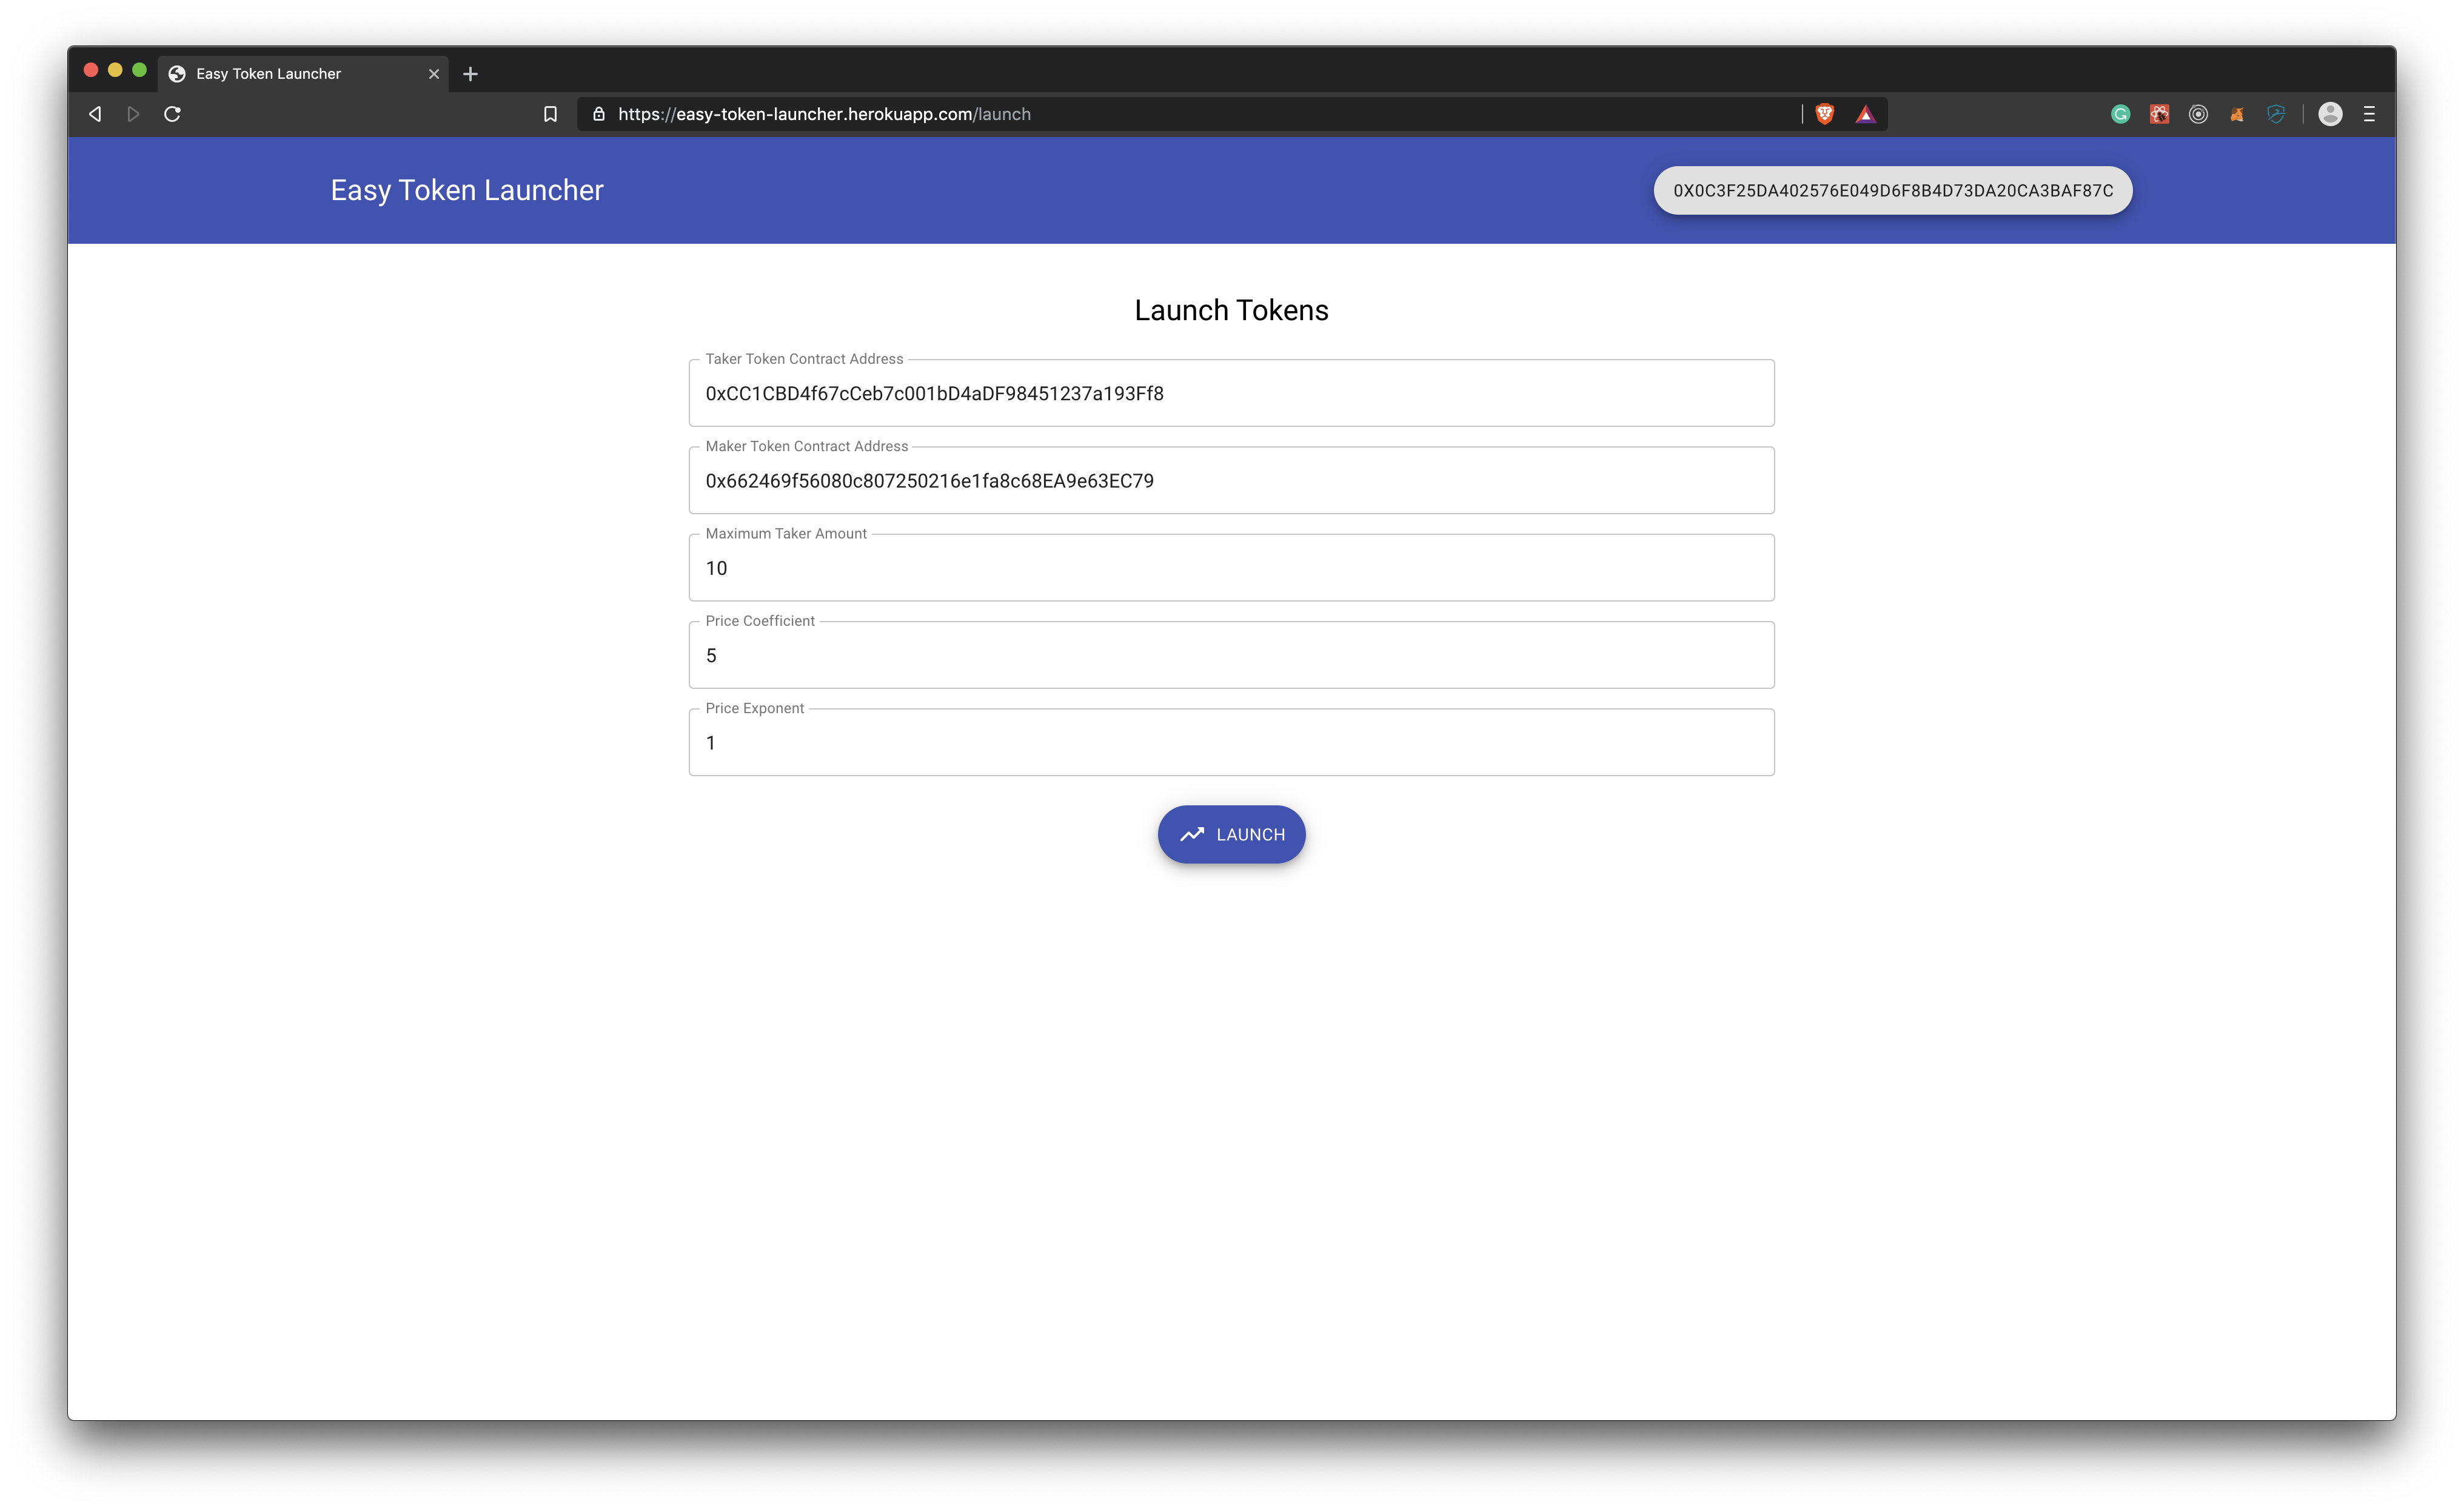 Easy Token Launcher
https://easy-token-launcher.herokuapp.com/launch
Easy Token Launcher
0X0C3F25DA402576E049D6F8B4D73DA20CA3BAF87C
Launch Tokens
Taker Token Contract Address
0xCC1CBD4f67cCeb7c001bD4aDF98451237a193Ff8
Maker Token Contract Address
0x662469f56080c807250216e1fa8c68EA9e63EC79
Maximum Taker Amount
10
Price Coefficient
5
Price Exponent
1
LAUNCH